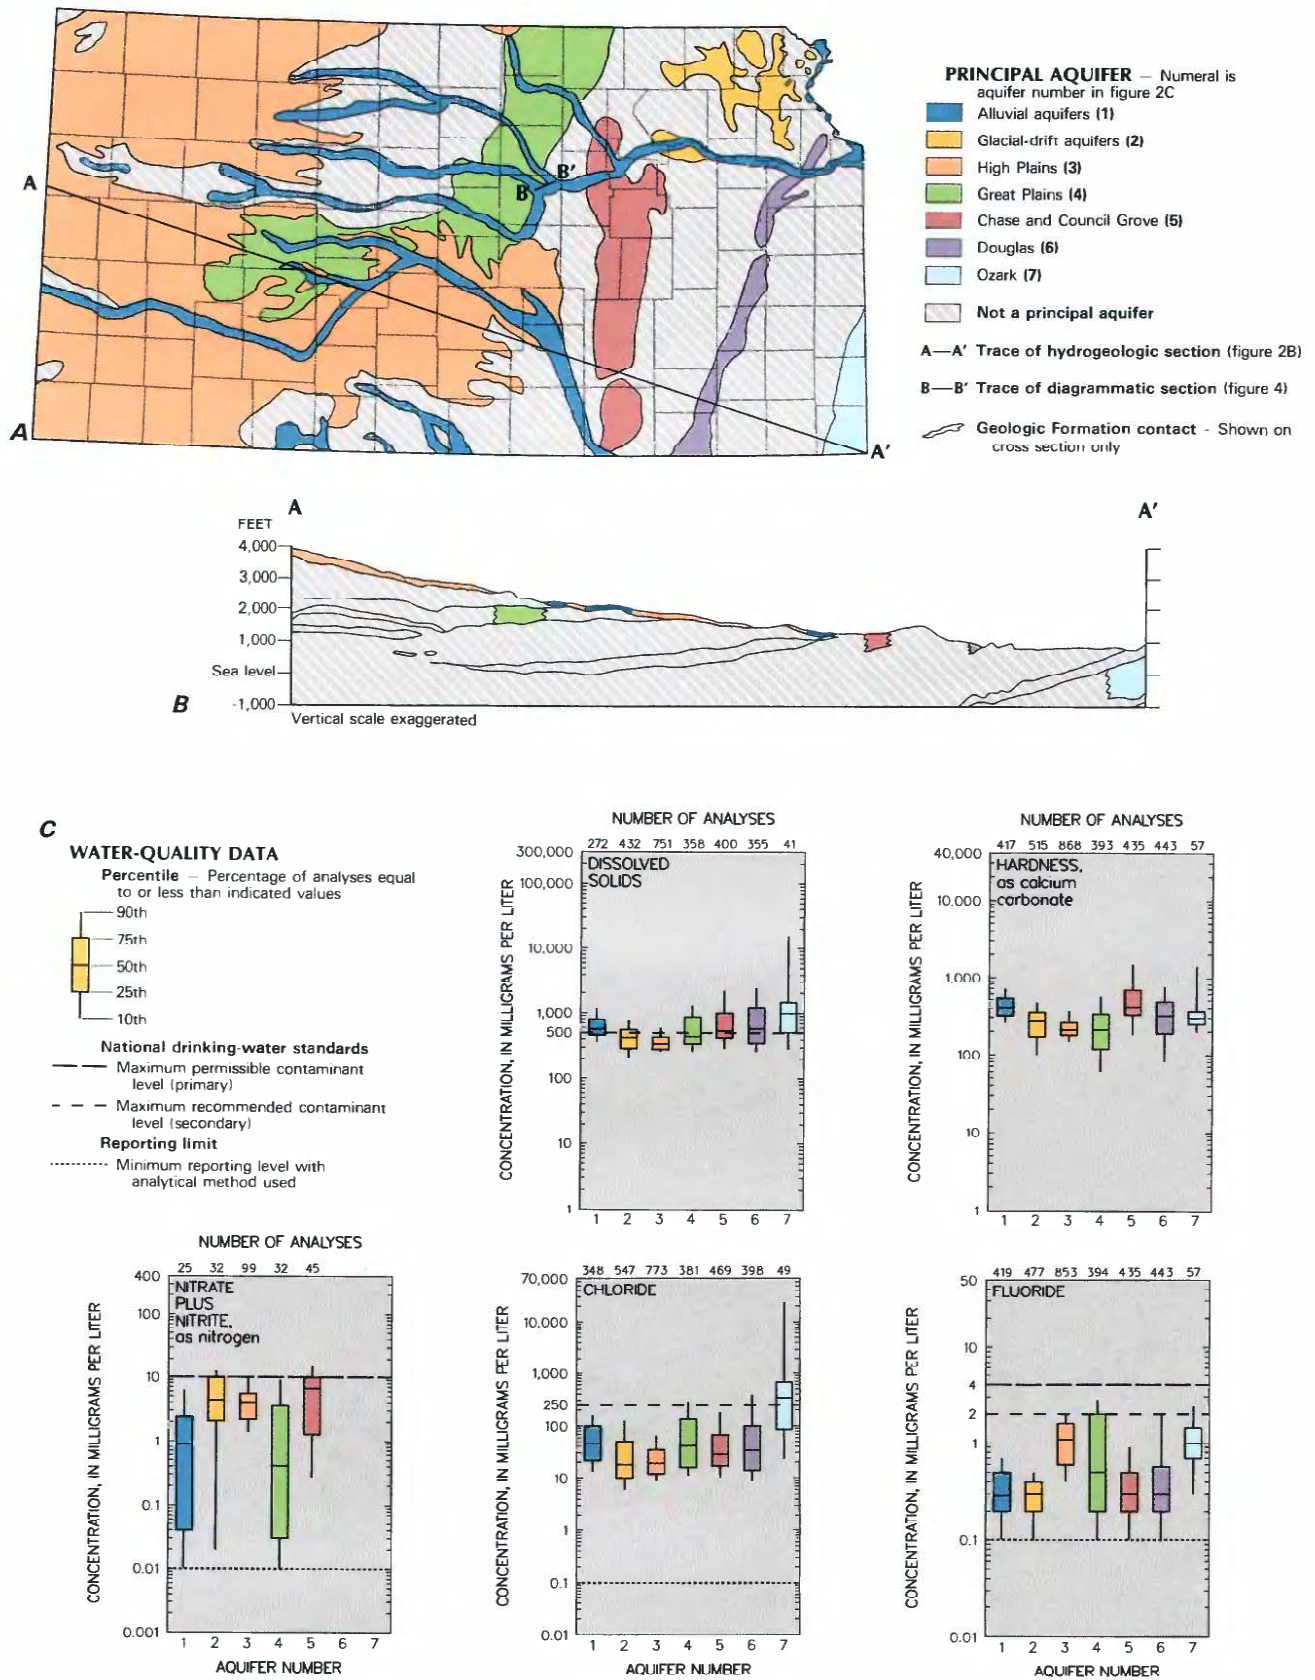 PRINCIPAL AQUIFER — Numeral is
aquifer number in figure 2C
Alluvial aquifers (1)
Glacial-drift aquifers (2)
High Plains (3)
Great Plains (4)
Chase and Council Grove (5)
Douglas (6)
Ozark (7)
Not a principal aquifer
A—A' Trace of hydrogeologic section (figure 2B)
B—B' Trace of diagrammatic section (figure 4)
Geologic Formation contact - Shown on
cross section only
A
B
B'
A
A'
A
A'
FEET
4,000
3,000
2,000
1,000
Sea level
-1,000
B
Vertical scale exaggerated
C
WATER-QUALITY DATA
Percentile — Percentage of analyses equal
to or less than indicated values
90th
75th
50th
25th
10th
National drinking-water standards
Maximum permissible contaminant
level (primary)
Maximum recommended contaminant
level (secondary)
Reporting limit
Minimum reporting level with
analytical method used
NUMBER OF ANALYSES
272 432 751 358 400 355 41
DISSOLVED
SOLIDS
CONCENTRATION, IN MILLIGRAMS PER LITER
300,000
100,000
10,000
1,000
500
100
10
1
1 2 3 4 5 6 7
NUMBER OF ANALYSES
417 515 868 393 435 443 57
HARDNESS,
as calcium
carbonate
CONCENTRATION, IN MILLIGRAMS PER LITER
40,000
10.000
1.000
100
10
1
1 2 3 4 5 6 7
NUMBER OF ANALYSES
25 32 99 32 45
NITRATE
PLUS
NITRITE,
as nitrogen
CONCENTRATION, IN MILLIGRAMS PER LITER
400
100
10
1
0.1
0.01
0.001
1 2 3 4 5 6 7
AQUIFER NUMBER
348 547 773 381 469 398 49
CHLORIDE
CONCENTRATION, IN MILLIGRAMS PER LITER
70,000
10.000
1,000
250
100
10
1
0.1
0.01
1 2 3 4 5 6 7
AQUIFER NUMBER
419 477 853 394 435 443 57
FLUORIDE
CONCENTRATION, IN MILLIGRAMS PER LITER
50
10
4
2
1
0.1
0.01
1 2 3 4 5 6 7
AQUIFER NUMBER